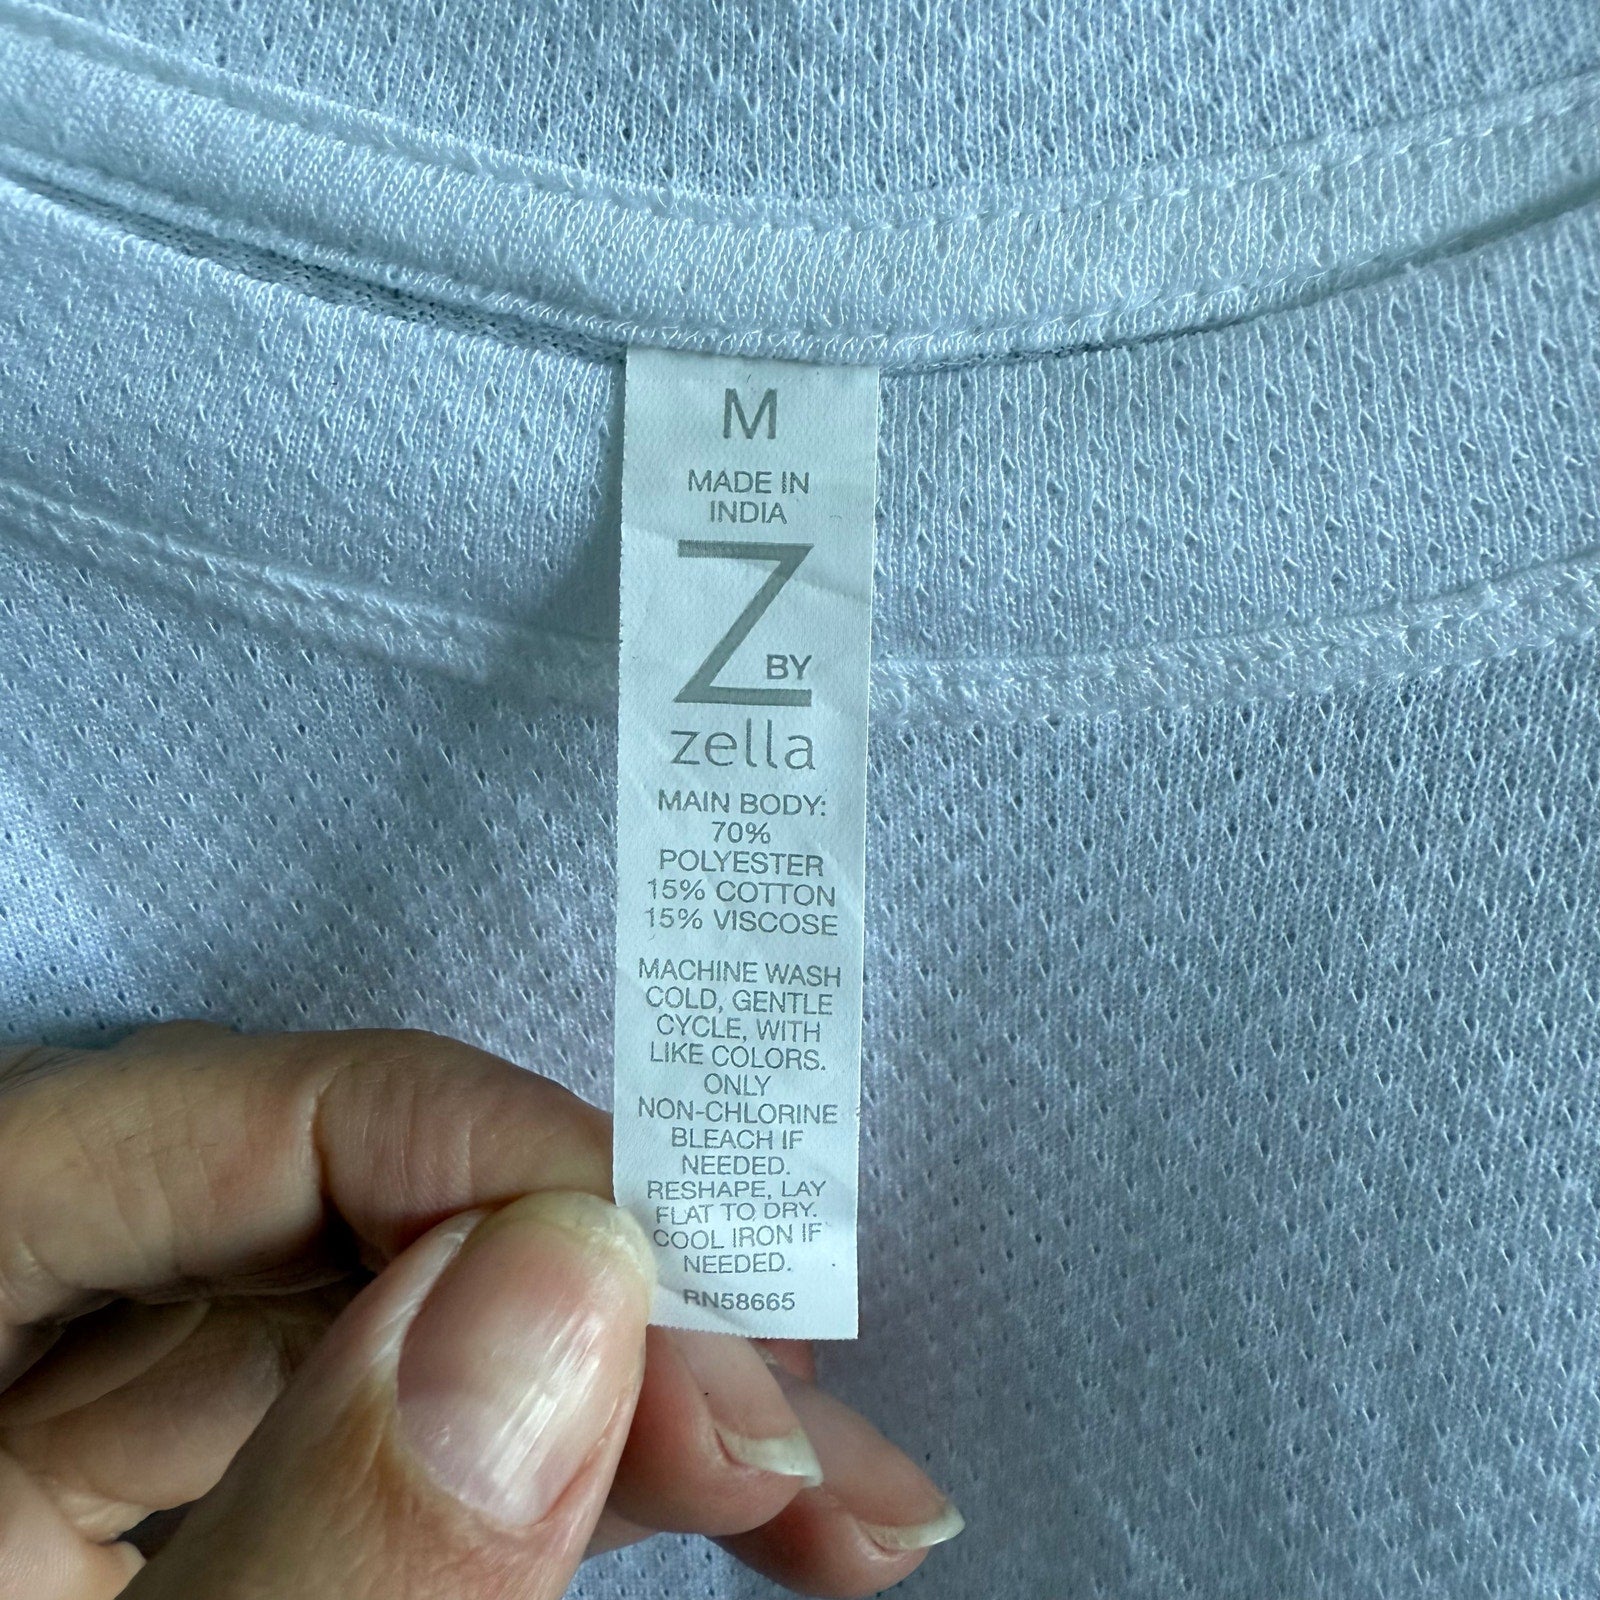 M
MADE IN
INDIA
Z BY
zella
MAIN BODY:
70%
POLYESTER
15% COTTON
15% VISCOSE
MACHINE WASH
COLD, GENTLE
CYCLE, WITH
LIKE COLORS.
ONLY
NON-CHLORINE
BLEACH IF
NEEDED.
RESHAPE, LAY
FLAT TO DRY.
COOL IRON IF
NEEDED.
RN58665